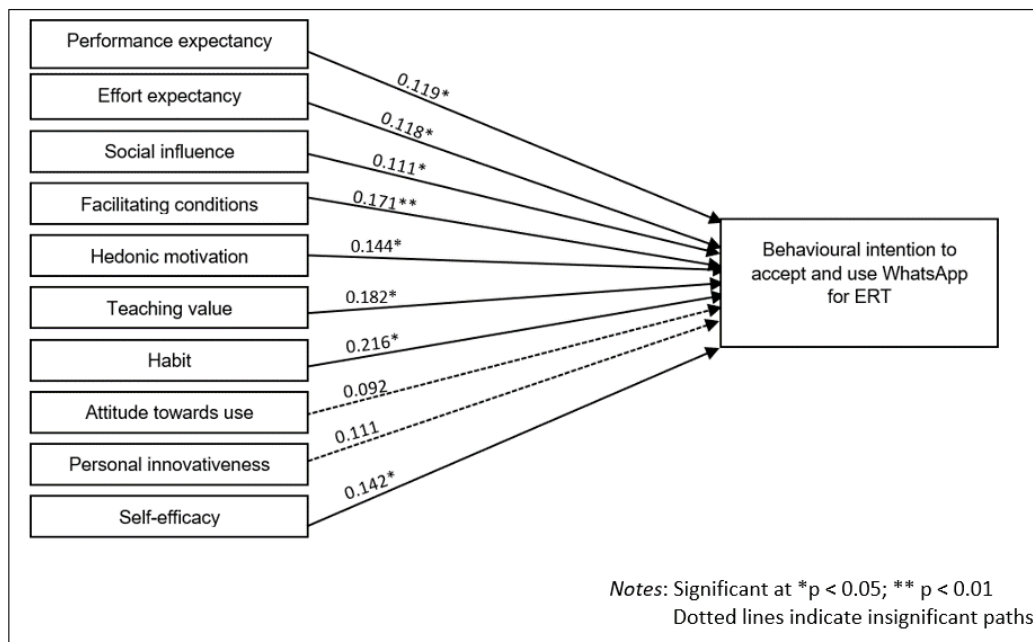 Performance expectancy
0.119*
Effort expectancy
0.118*
Social influence
0.111*
Facilitating conditions
0.171**
Hedonic motivation
0.144*
Teaching value
0.182*
Habit
0.216*
Attitude towards use
0.092
Personal innovativeness
0.111
Self-efficacy
0.142*
Behavioural intention to
accept and use WhatsApp
for ERT
Notes: Significant at *p < 0.05; ** p < 0.01
Dotted lines indicate insignificant paths